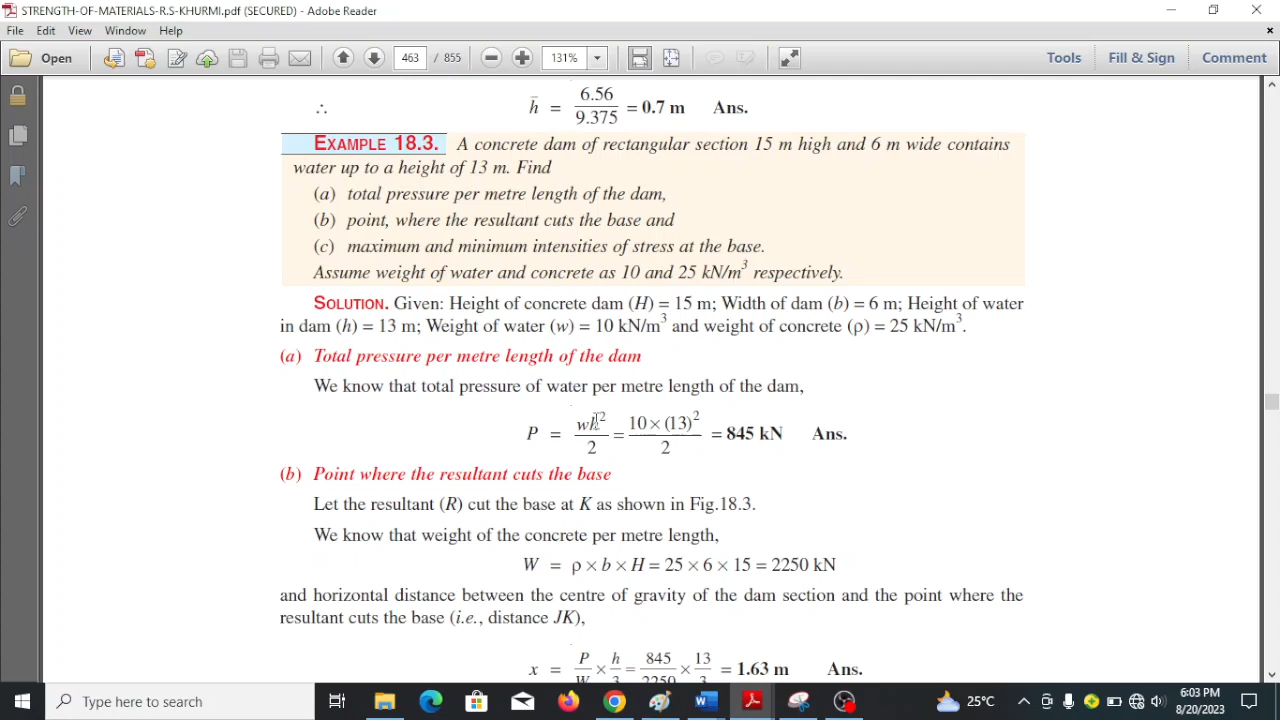 STRENGTH-OF-MATERIALS-R.S-KHURMI.pdf (SECURED) - Adobe Reader
File Edit View Window Help
Open 463 / 855 131% Tools Fill & Sign Comment
∴ h̄ = 6.56/9.375 = 0.7 m Ans.
EXAMPLE 18.3. A concrete dam of rectangular section 15 m high and 6 m wide contains
water up to a height of 13 m. Find
(a) total pressure per metre length of the dam,
(b) point, where the resultant cuts the base and
(c) maximum and minimum intensities of stress at the base.
Assume weight of water and concrete as 10 and 25 kN/m³ respectively.
SOLUTION. Given: Height of concrete dam (H) = 15 m; Width of dam (b) = 6 m; Height of water
in dam (h) = 13 m; Weight of water (w) = 10 kN/m³ and weight of concrete (ρ) = 25 kN/m³.
(a) Total pressure per metre length of the dam
We know that total pressure of water per metre length of the dam,
P = wh²/2 = 10 × (13)²/2 = 845 kN Ans.
(b) Point where the resultant cuts the base
Let the resultant (R) cut the base at K as shown in Fig.18.3.
We know that weight of the concrete per metre length,
W = ρ × b × H = 25 × 6 × 15 = 2250 kN
and horizontal distance between the centre of gravity of the dam section and the point where the
resultant cuts the base (i.e., distance JK),
x = P/W × h/3 = 845/2250 × 13/3 = 1.63 m Ans.
Type here to search
25°C
6:03 PM
8/20/2023